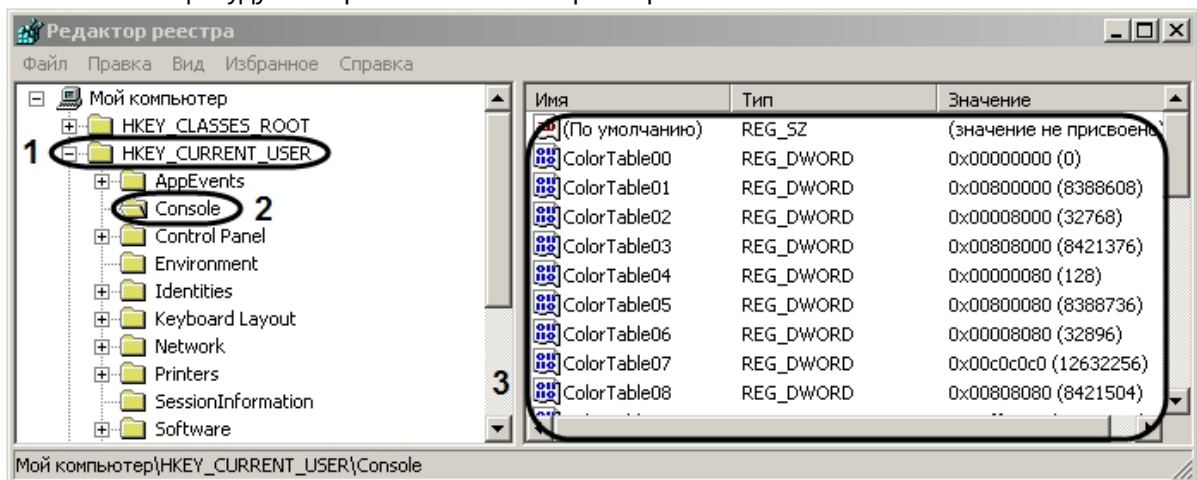 Редактор реестра
Файл Правка Вид Избранное Справка
Мой компьютер
HKEY_CLASSES_ROOT
1 HKEY_CURRENT_USER
AppEvents
Console 2
Control Panel
Environment
Identities
Keyboard Layout
Network
Printers
SessionInformation
Software
3
Имя Тип Значение
(По умолчанию) REG_SZ (значение не присвоено)
ColorTable00 REG_DWORD 0x00000000 (0)
ColorTable01 REG_DWORD 0x00800000 (8388608)
ColorTable02 REG_DWORD 0x00008000 (32768)
ColorTable03 REG_DWORD 0x00808000 (8421376)
ColorTable04 REG_DWORD 0x00000080 (128)
ColorTable05 REG_DWORD 0x00800080 (8388736)
ColorTable06 REG_DWORD 0x00008080 (32896)
ColorTable07 REG_DWORD 0x00c0c0c0 (12632256)
ColorTable08 REG_DWORD 0x00808080 (8421504)
Мой компьютер\HKEY_CURRENT_USER\Console